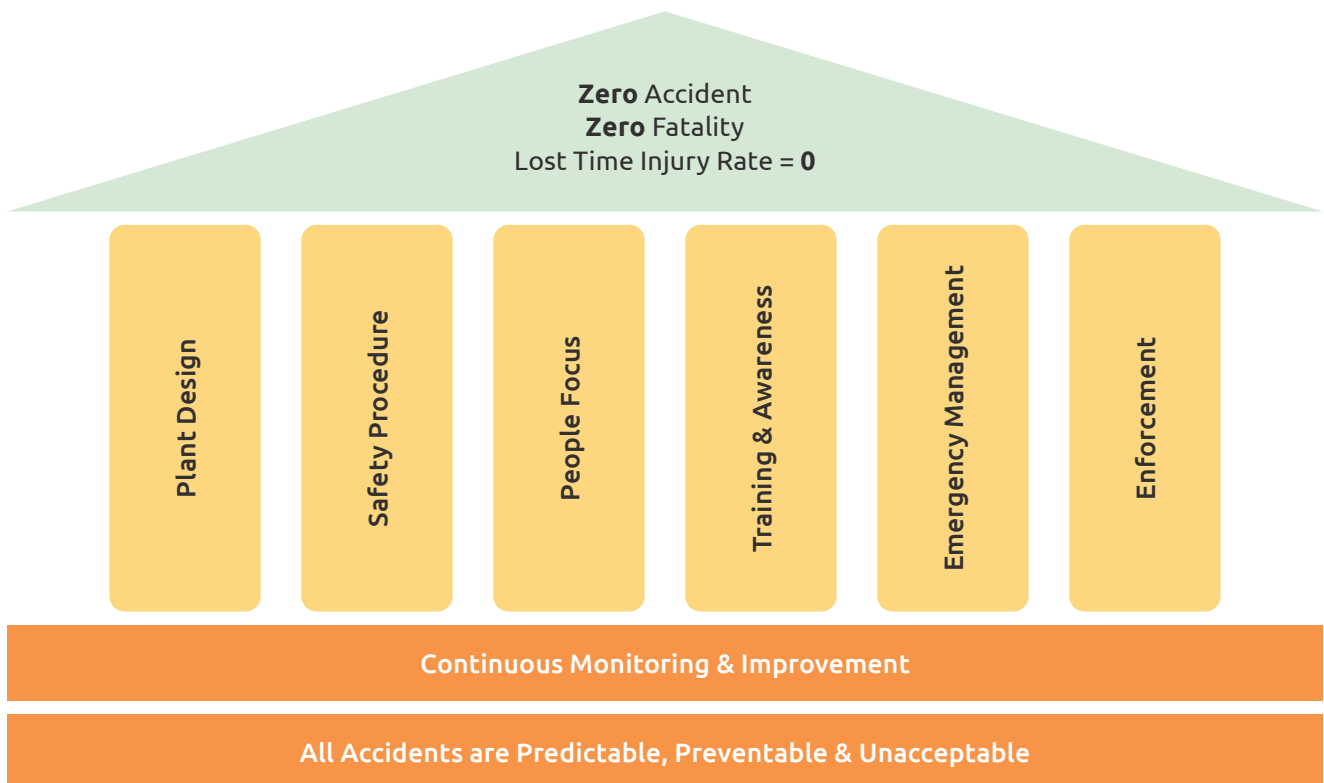 Zero Accident
Zero Fatality
Lost Time Injury Rate = 0
Plant Design
Safety Procedure
People Focus
Training & Awareness
Emergency Management
Enforcement
Continuous Monitoring & Improvement
All Accidents are Predictable, Preventable & Unacceptable